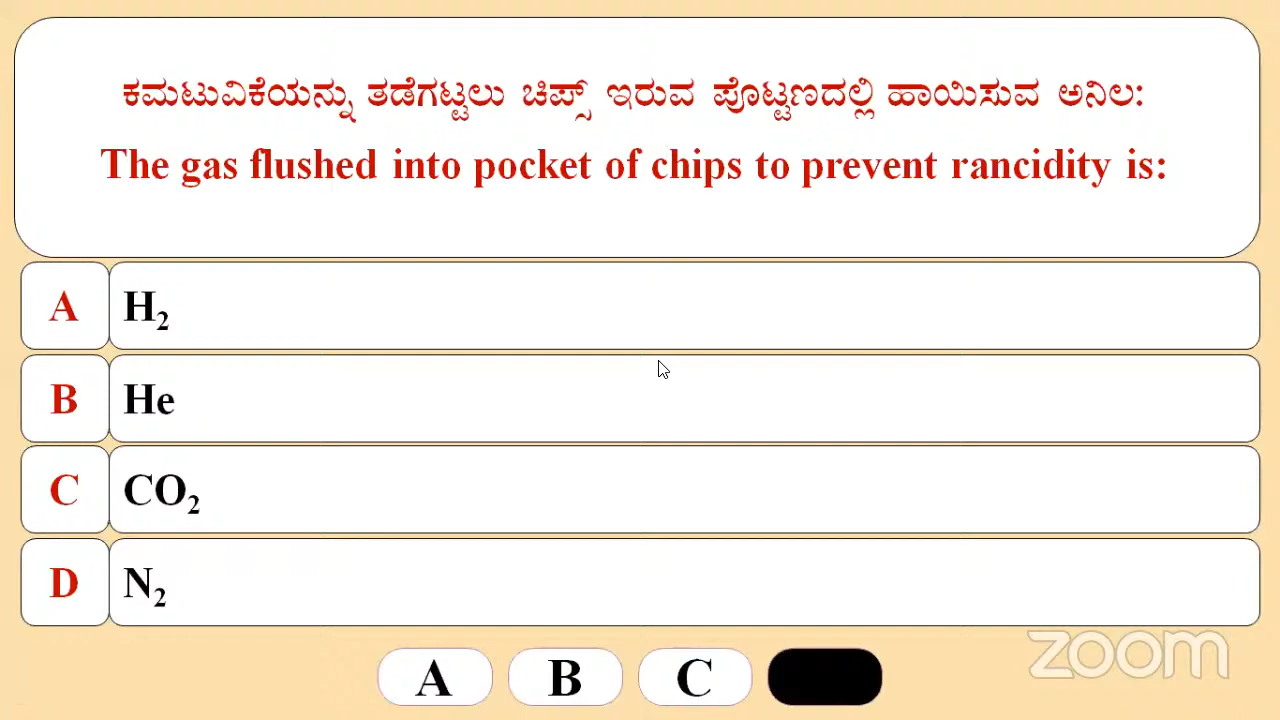 ಕಮಟುವಿಕೆಯನ್ನು ತಡೆಗಟ್ಟಲು ಚಿಪ್ಸ್ ಇರುವ ಪೊಟ್ಟಣದಲ್ಲಿ ಹಾಯಿಸುವ ಅನಿಲ:
The gas flushed into pocket of chips to prevent rancidity is:
A H₂
B He
C CO₂
D N₂
A B C
zoom